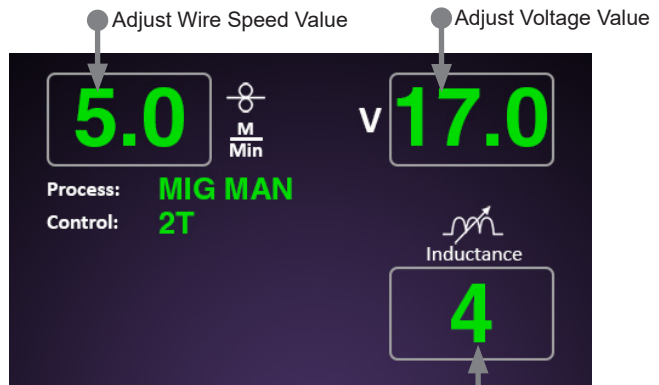 Adjust Wire Speed Value
Adjust Voltage Value
5.0
M
Min
V 17.0
Process: MIG MAN
Control: 2T
Inductance
4